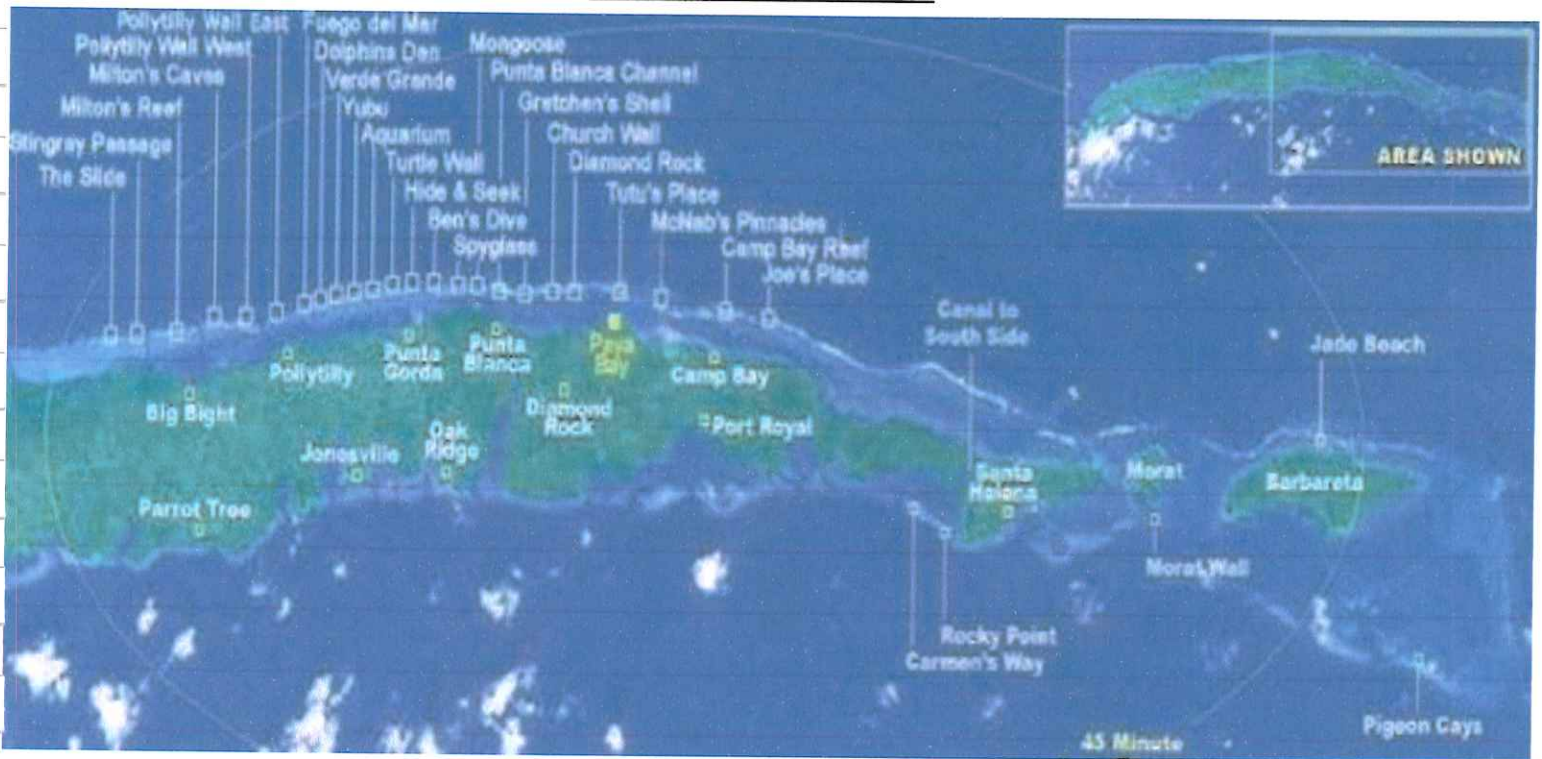 Pollytilly Wall East
Fuego del Mar
Pollytilly Wall West
Dolphins Den
Mongoose
Milton's Caves
Verde Grande
Punta Blanca Channel
Milton's Reef
Yubu
Gretchen's Shell
Stingray Passage
Aquarium
Church Wall
The Slide
Turtle Wall
Diamond Rock
Hide & Seek
Tutu's Place
Ben's Dive
McNab's Pinnacles
Spyglass
Camp Bay Reef
Joe's Place
AREA SHOWN
Canal to
South Side
Jade Beach
Pollytilly
Punta
Gorda
Punta
Blanca
Paya
Bay
Camp Bay
Big Bight
Diamond
Rock
Port Royal
Jonesville
Oak
Ridge
Parrot Tree
Santa
Helena
Morat
Barbareta
Morat Wall
Rocky Point
Carmen's Way
Pigeon Cays
45 Minute